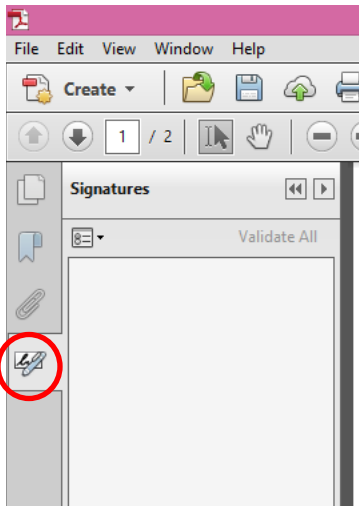 File Edit View Window Help
Create
1 / 2
Signatures
Validate All